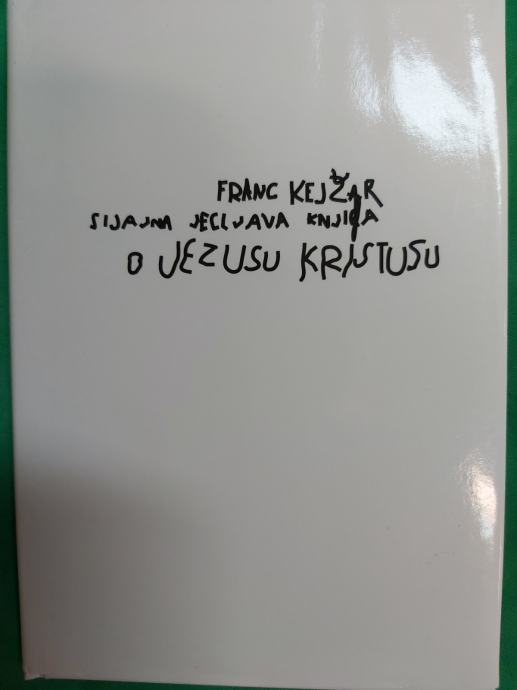 FRANC KEJŽAR
SIJAJNA JECLJAVA KNJIGA
O JEZUSU KRISTUSU